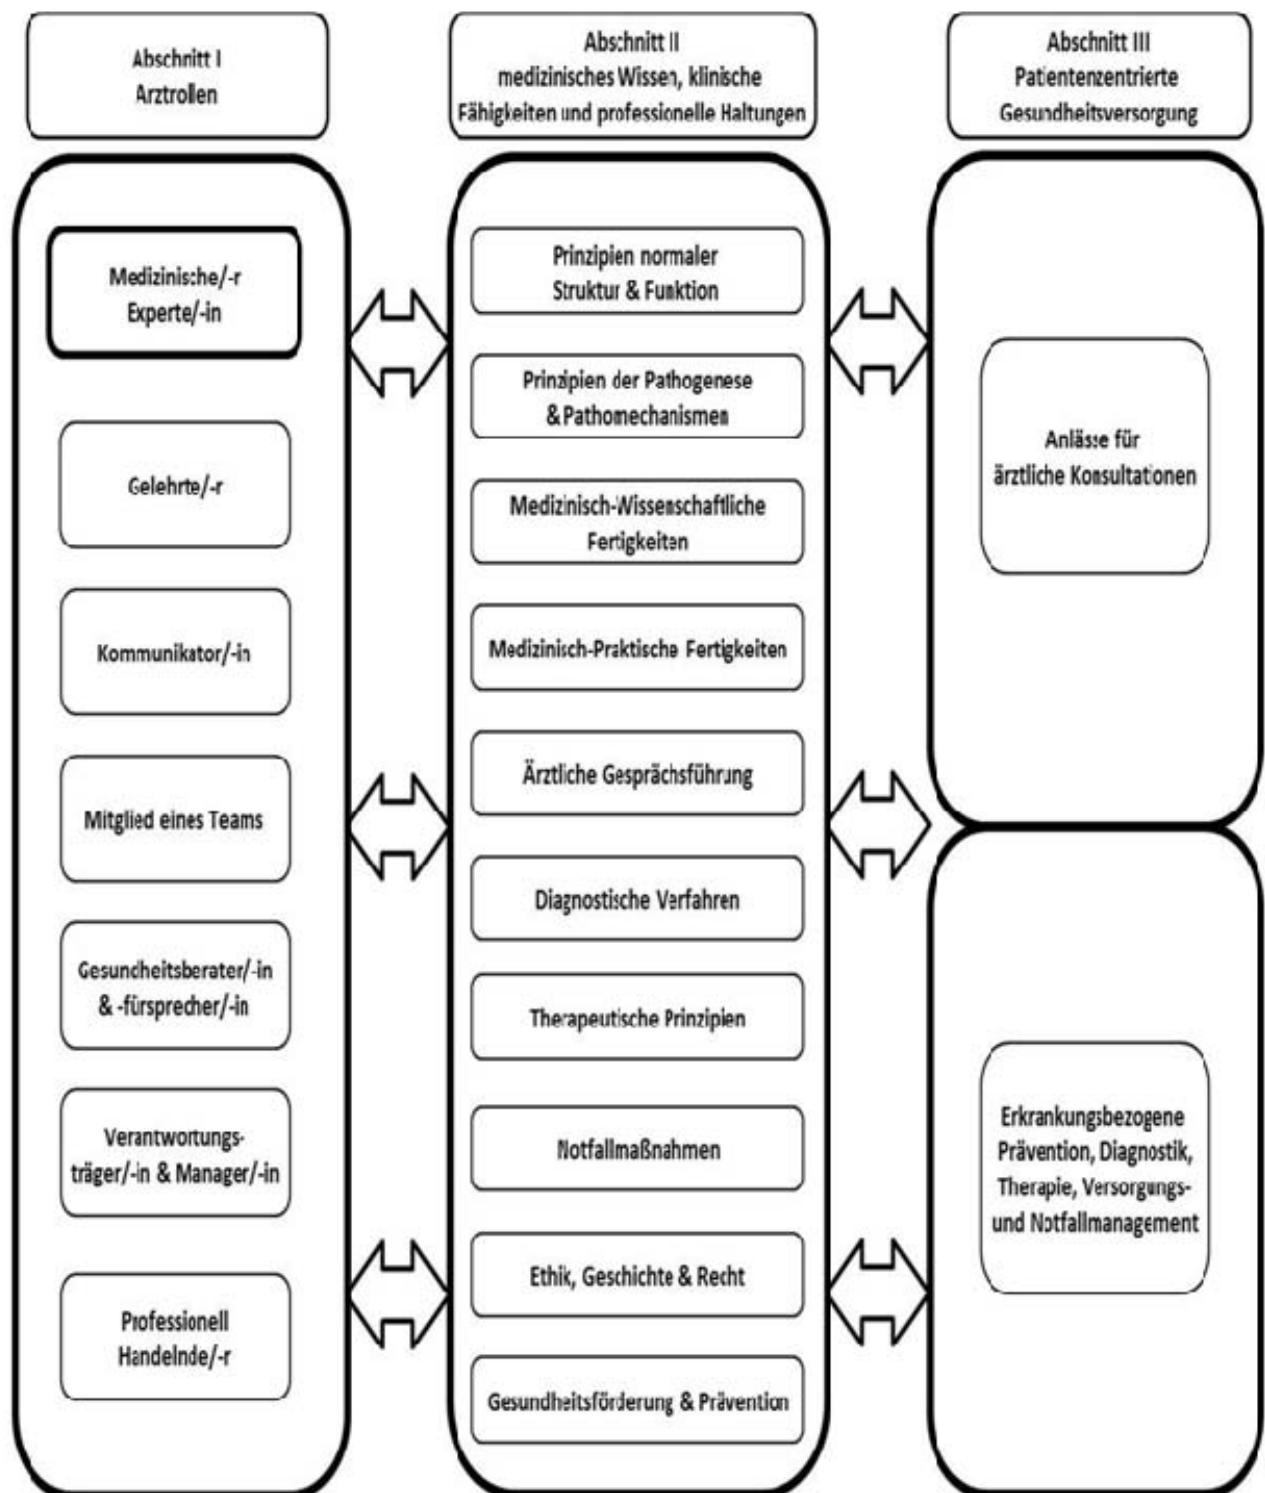 Abschnitt I
Arztrollen
Abschnitt II
medizinisches Wissen, klinische
Fähigkeiten und professionelle Haltungen
Abschnitt III
Patientenzentrierte
Gesundheitsversorgung
Medizinische/-r
Experte/-in
Gelehrte/-r
Kommunikator/-in
Mitglied eines Teams
Gesundheitsberater/-in
& -fürsprecher/-in
Verantwortungs-
träger/-in & Manager/-in
Professionell
Handelnde/-r
Prinzipien normaler
Struktur & Funktion
Prinzipien der Pathogenese
& Pathomechanismen
Medizinisch-Wissenschaftliche
Fertigkeiten
Medizinisch-Praktische Fertigkeiten
Ärztliche Gesprächsführung
Diagnostische Verfahren
Therapeutische Prinzipien
Notfallmaßnahmen
Ethik, Geschichte & Recht
Gesundheitsförderung & Prävention
Anlässe für
ärztliche Konsultationen
Erkrankungsbezogene
Prävention, Diagnostik,
Therapie, Versorgungs-
und Notfallmanagement